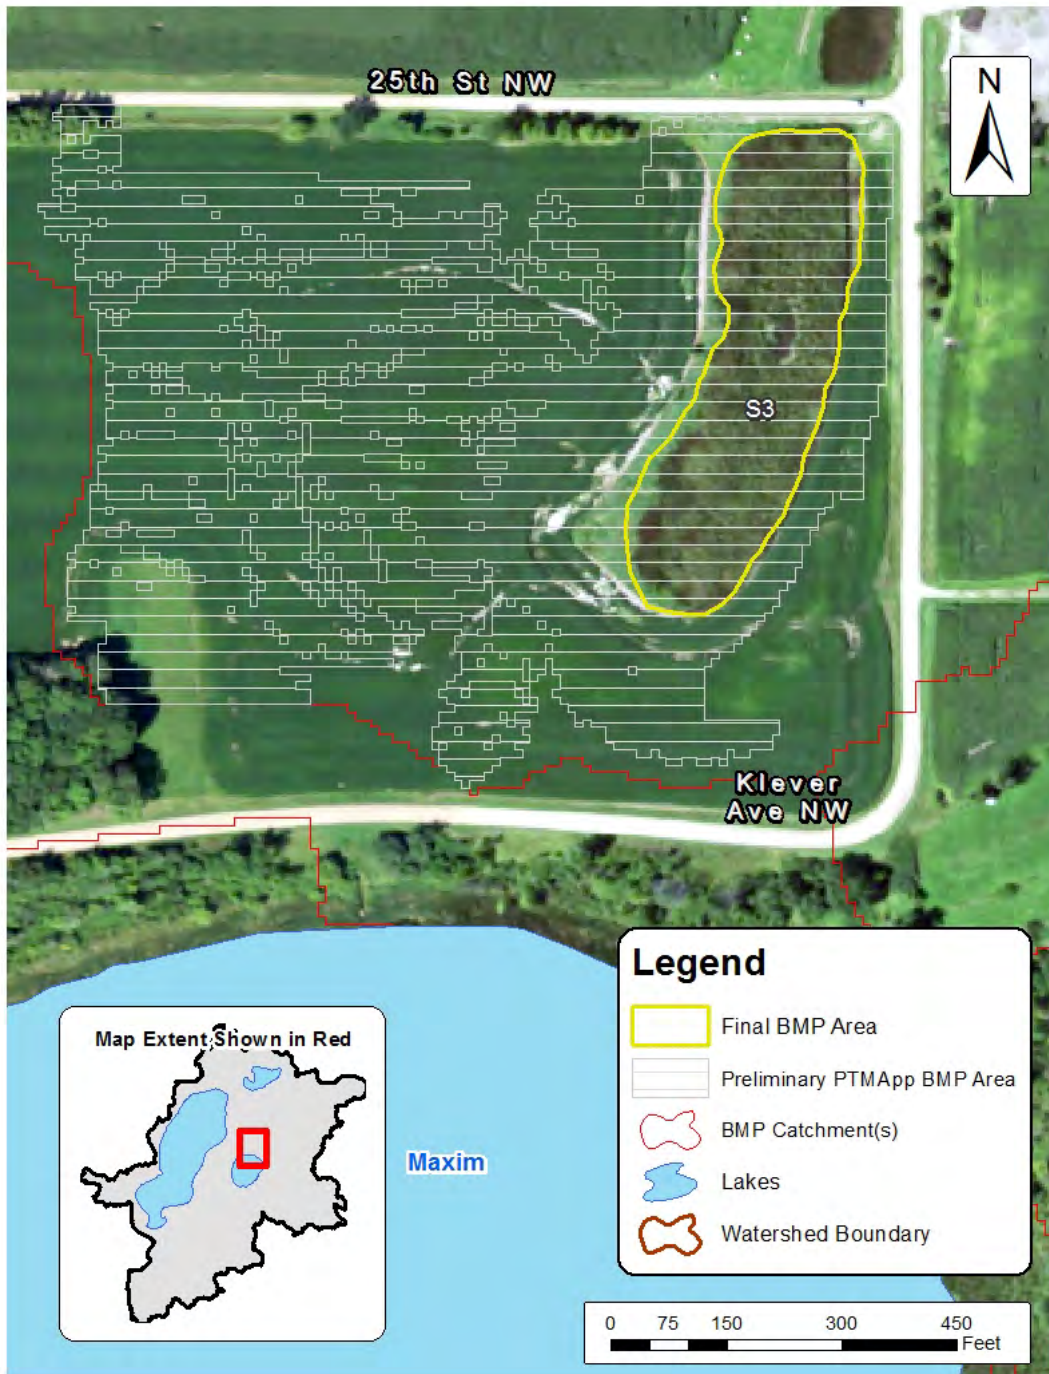 25th St NW
N
S3
Klever
Ave NW
Legend
Final BMP Area
Preliminary PTMApp BMP Area
BMP Catchment(s)
Lakes
Watershed Boundary
Map Extent Shown in Red
Maxim
0 75 150 300 450
Feet